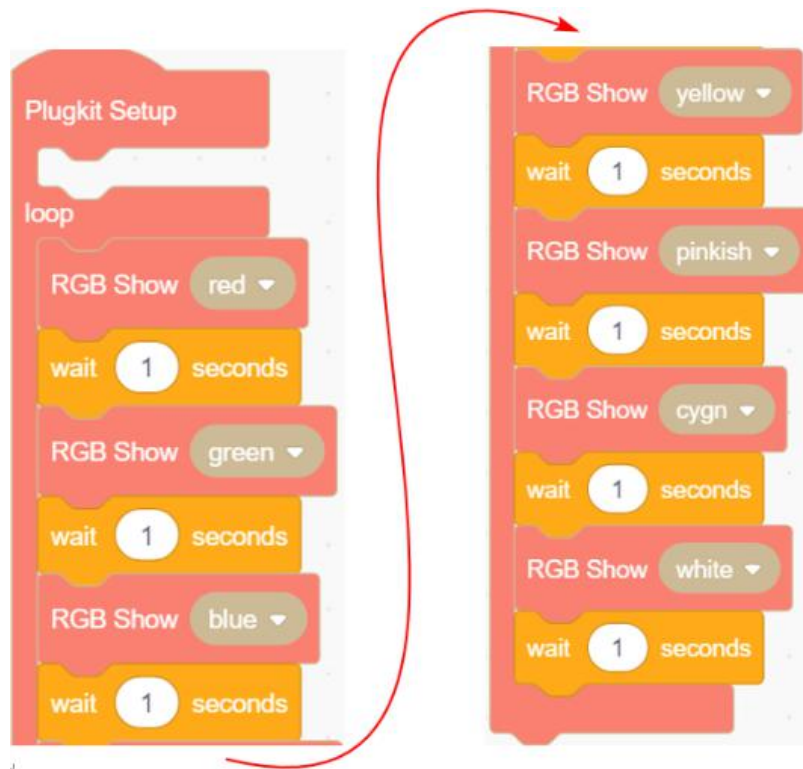 Plugkit Setup
loop
RGB Show red
wait 1 seconds
RGB Show green
wait 1 seconds
RGB Show blue
wait 1 seconds
RGB Show yellow
wait 1 seconds
RGB Show pinkish
wait 1 seconds
RGB Show cygn
wait 1 seconds
RGB Show white
wait 1 seconds